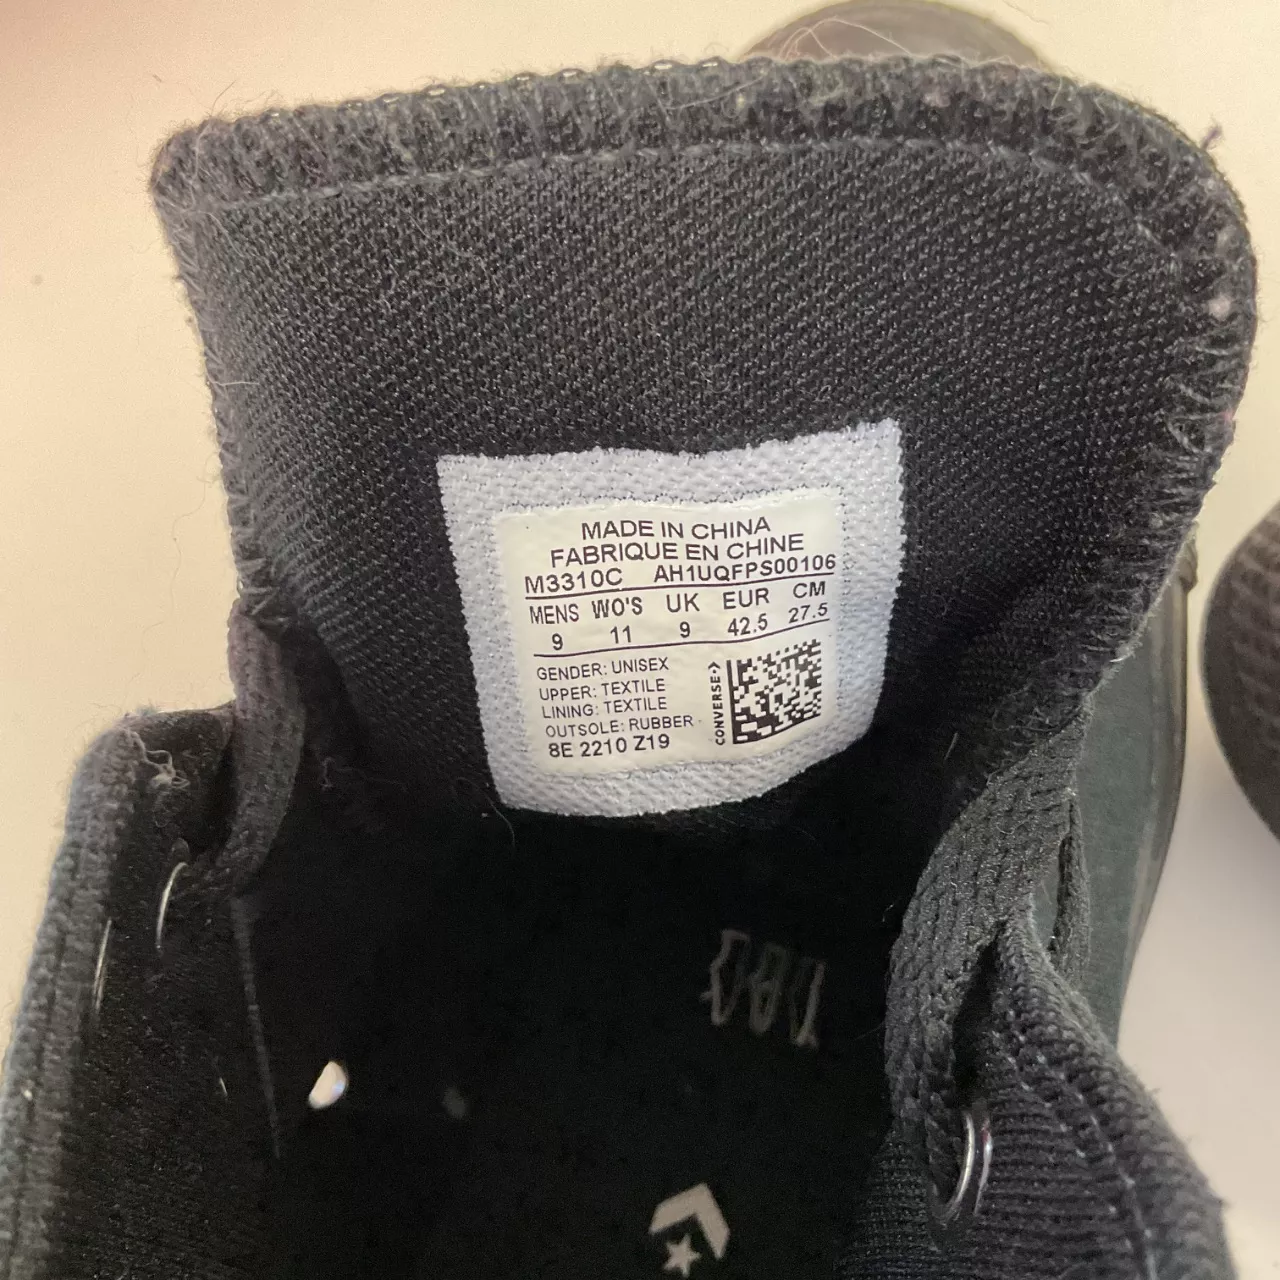 MADE IN CHINA
FABRIQUE EN CHINE
M3310C AH1UQFPS00106
MENS WO'S UK EUR CM
9 11 9 42.5 27.5
GENDER: UNISEX
UPPER: TEXTILE
LINING: TEXTILE
OUTSOLE: RUBBER
8E 2210 Z19
CONVERSE